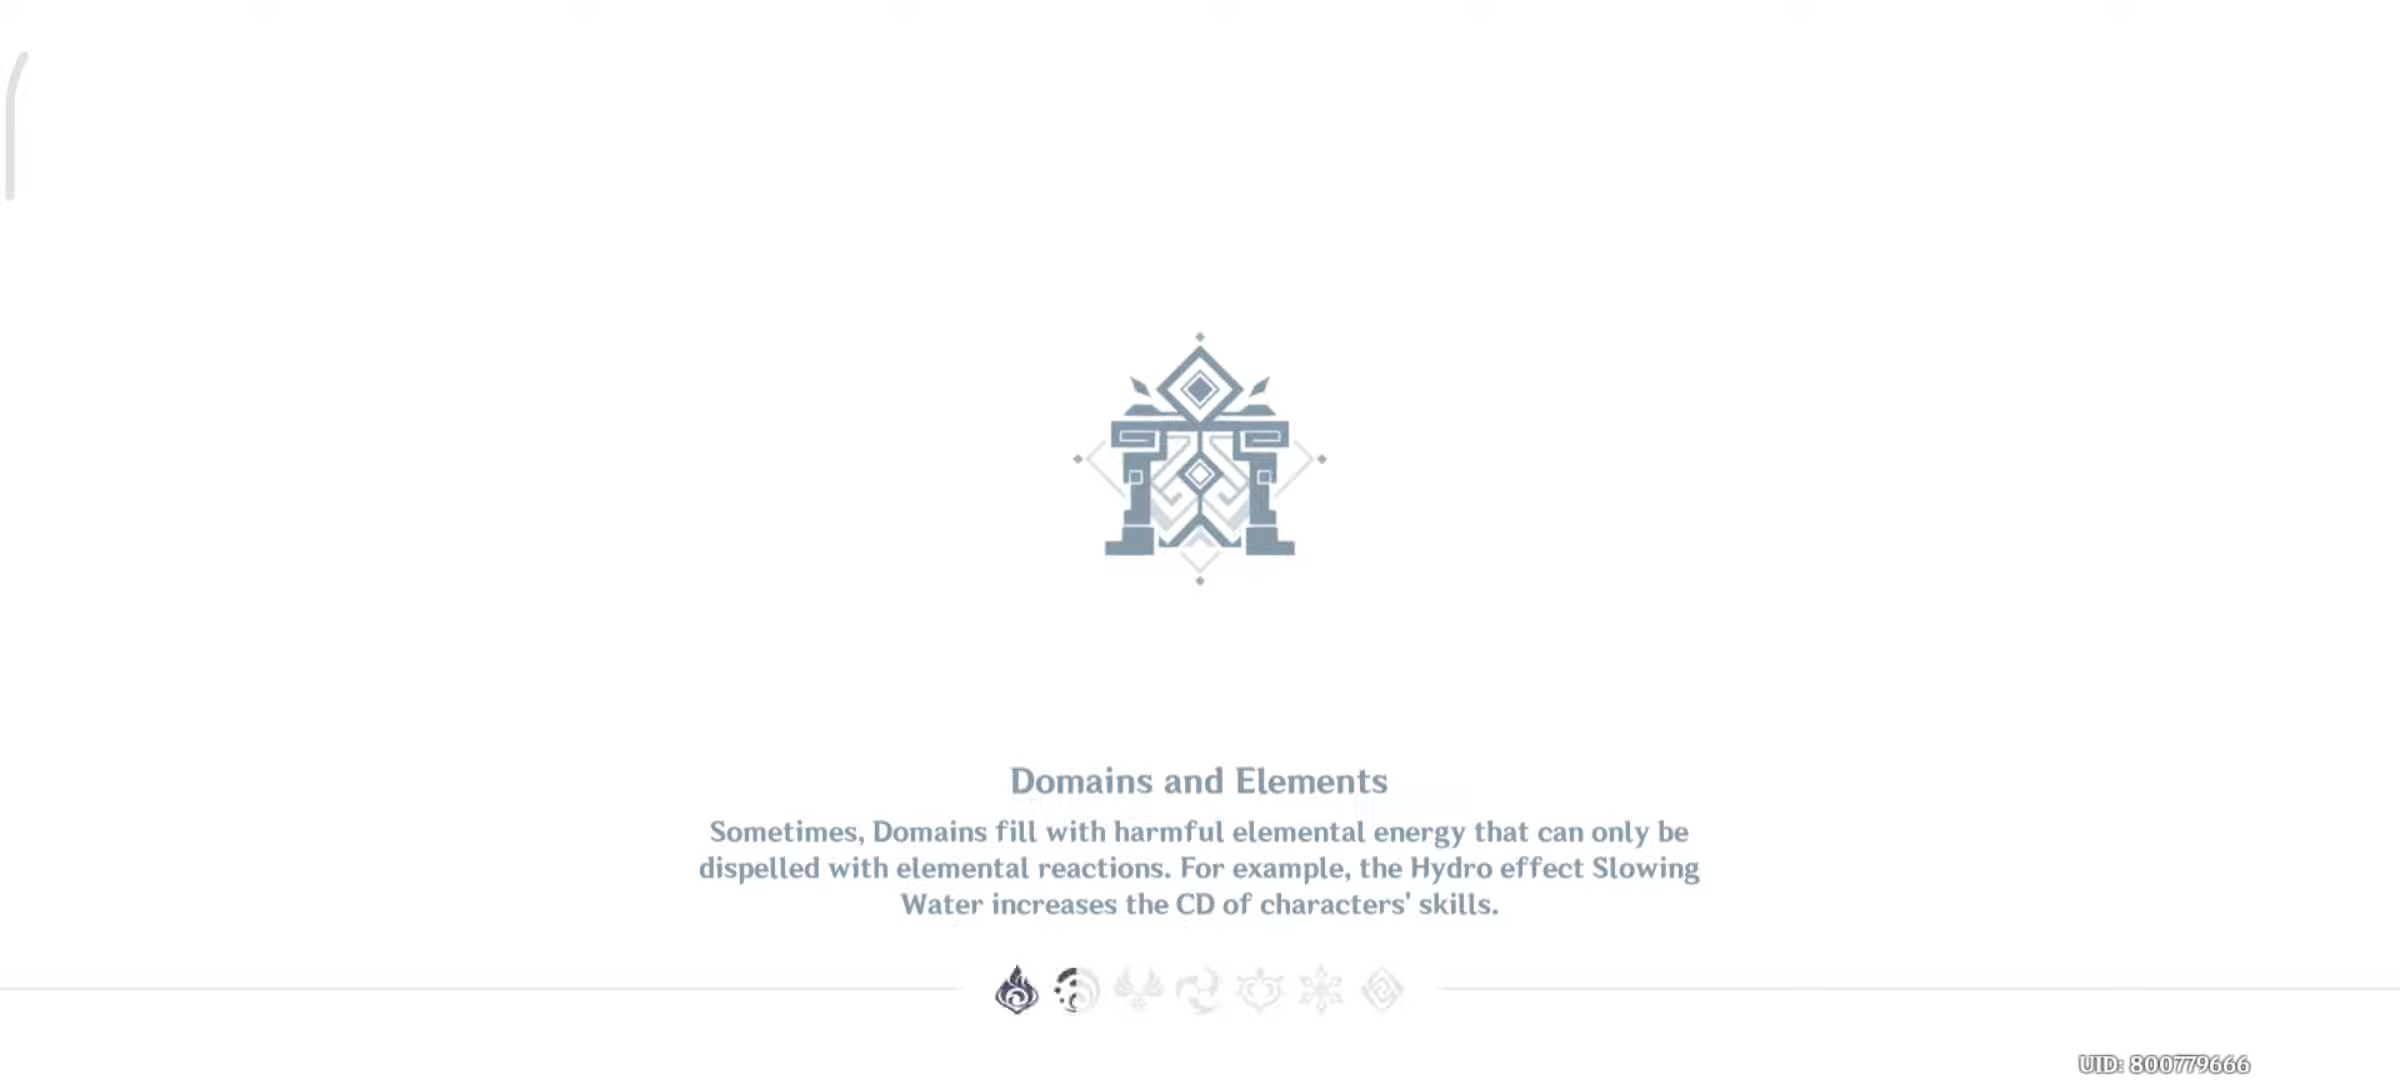 Domains and Elements
Sometimes, Domains fill with harmful elemental energy that can only be
dispelled with elemental reactions. For example, the Hydro effect Slowing
Water increases the CD of characters' skills.
UID: 800779666